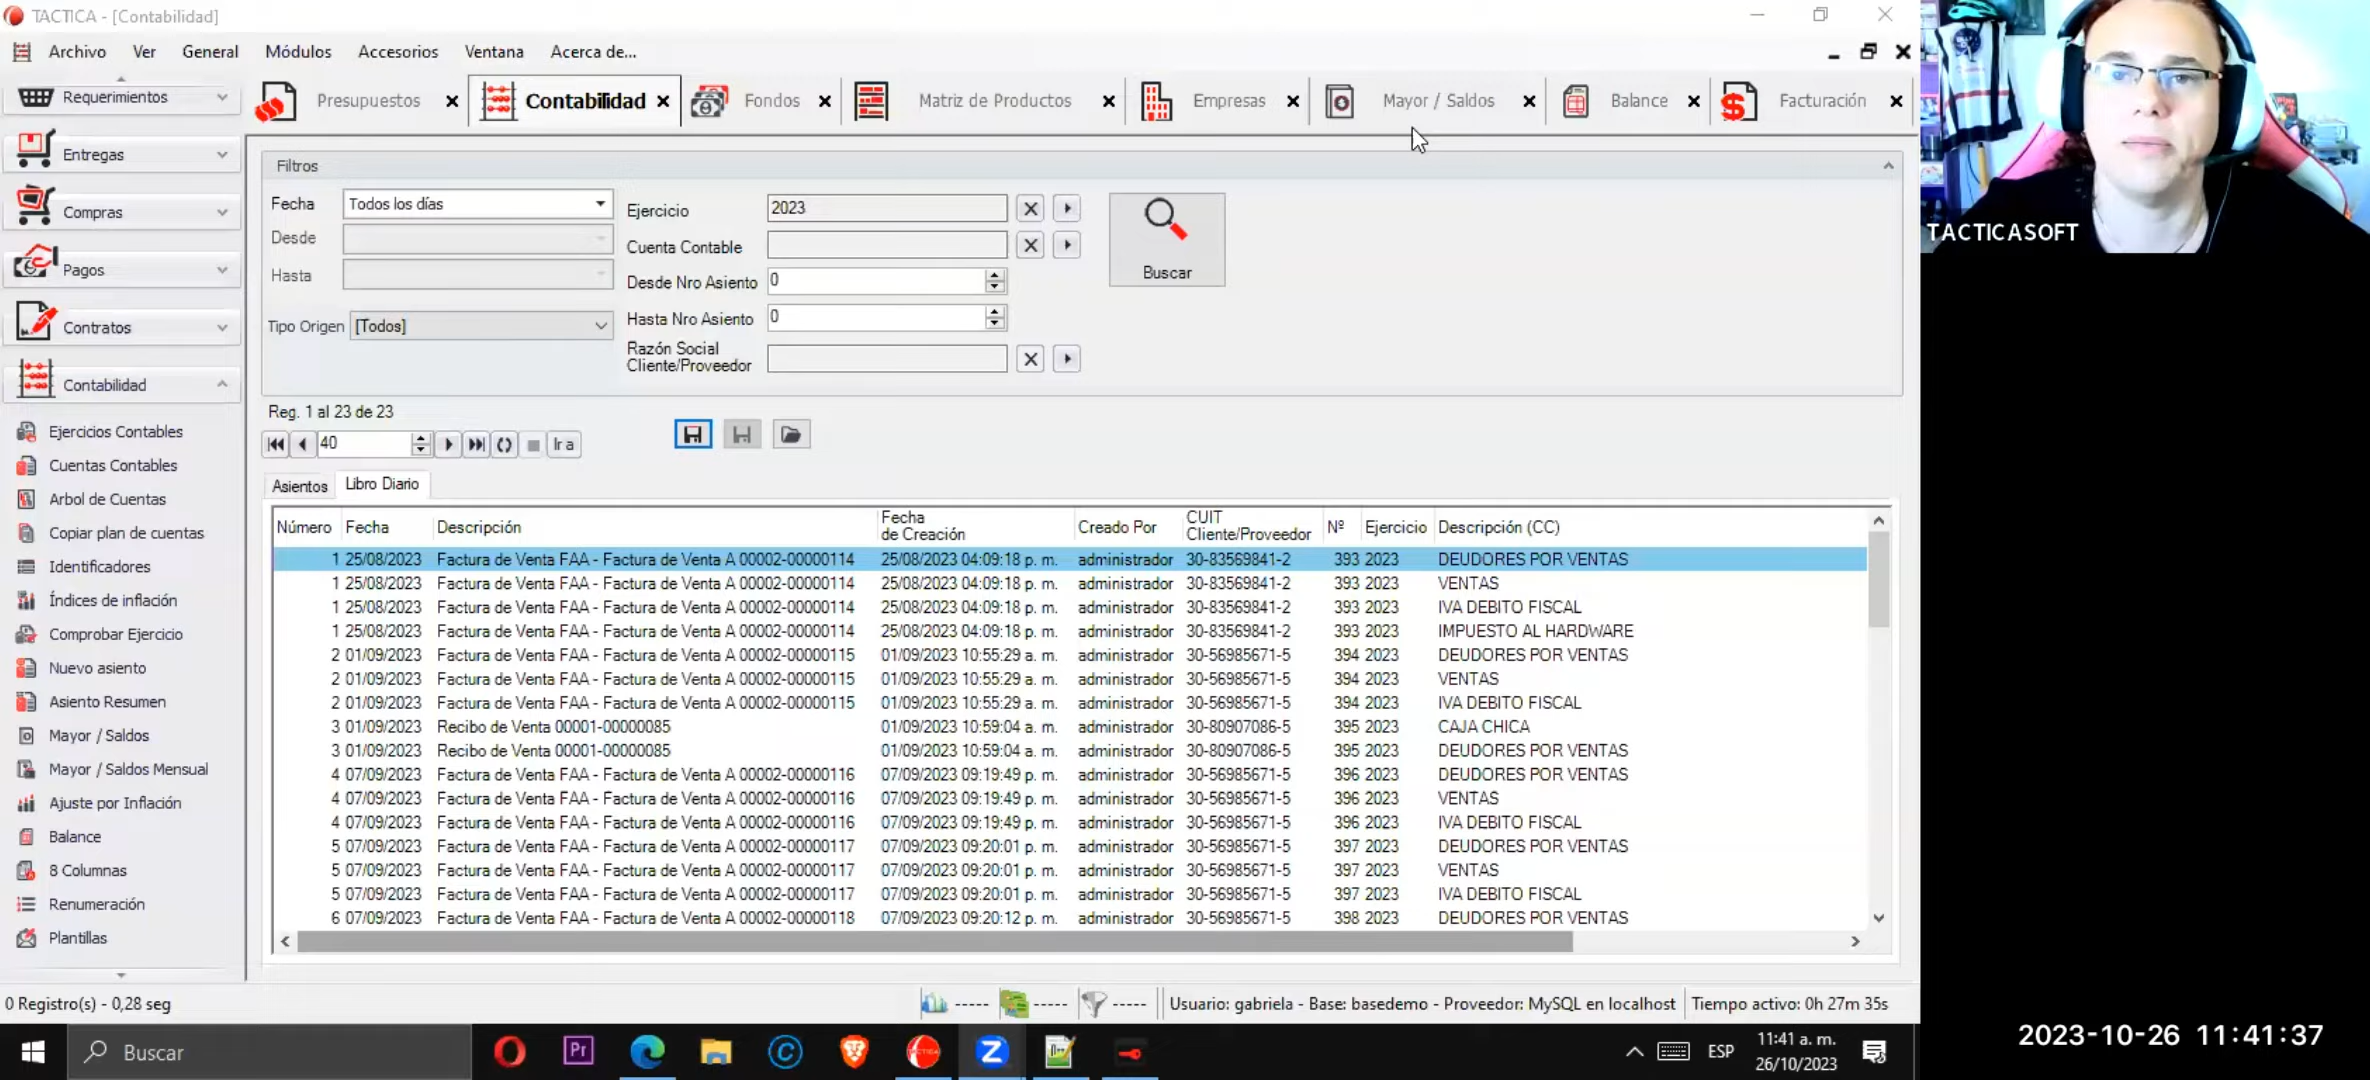 TACTICA - [Contabilidad]
Archivo Ver General Módulos Accesorios Ventana Acerca de...
Requerimientos
Entregas
Compras
Pagos
Contratos
Contabilidad
Ejercicios Contables
Cuentas Contables
Arbol de Cuentas
Copiar plan de cuentas
Identificadores
Índices de inflación
Comprobar Ejercicio
Nuevo asiento
Asiento Resumen
Mayor / Saldos
Mayor / Saldos Mensual
Ajuste por Inflación
Balance
8 Columnas
Renumeración
Plantillas
Presupuestos Contabilidad Fondos Matriz de Productos Empresas Mayor / Saldos Balance Facturación
Filtros
Fecha Todos los días
Desde
Hasta
Tipo Origen [Todos]
Ejercicio 2023
Cuenta Contable
Desde Nro Asiento 0
Hasta Nro Asiento 0
Razón Social
Cliente/Proveedor
Buscar
Reg. 1 al 23 de 23
40 Ir a
Asientos Libro Diario
Número Fecha Descripción Fecha de Creación Creado Por CUIT Cliente/Proveedor Nº Ejercicio Descripción (CC)
1 25/08/2023 Factura de Venta FAA - Factura de Venta A 00002-00000114 25/08/2023 04:09:18 p. m. administrador 30-83569841-2 393 2023 DEUDORES POR VENTAS
1 25/08/2023 Factura de Venta FAA - Factura de Venta A 00002-00000114 25/08/2023 04:09:18 p. m. administrador 30-83569841-2 393 2023 VENTAS
1 25/08/2023 Factura de Venta FAA - Factura de Venta A 00002-00000114 25/08/2023 04:09:18 p. m. administrador 30-83569841-2 393 2023 IVA DEBITO FISCAL
1 25/08/2023 Factura de Venta FAA - Factura de Venta A 00002-00000114 25/08/2023 04:09:18 p. m. administrador 30-83569841-2 393 2023 IMPUESTO AL HARDWARE
2 01/09/2023 Factura de Venta FAA - Factura de Venta A 00002-00000115 01/09/2023 10:55:29 a. m. administrador 30-56985671-5 394 2023 DEUDORES POR VENTAS
2 01/09/2023 Factura de Venta FAA - Factura de Venta A 00002-00000115 01/09/2023 10:55:29 a. m. administrador 30-56985671-5 394 2023 VENTAS
2 01/09/2023 Factura de Venta FAA - Factura de Venta A 00002-00000115 01/09/2023 10:55:29 a. m. administrador 30-56985671-5 394 2023 IVA DEBITO FISCAL
3 01/09/2023 Recibo de Venta 00001-00000085 01/09/2023 10:59:04 a. m. administrador 30-80907086-5 395 2023 CAJA CHICA
3 01/09/2023 Recibo de Venta 00001-00000085 01/09/2023 10:59:04 a. m. administrador 30-80907086-5 395 2023 DEUDORES POR VENTAS
4 07/09/2023 Factura de Venta FAA - Factura de Venta A 00002-00000116 07/09/2023 09:19:49 p. m. administrador 30-56985671-5 396 2023 DEUDORES POR VENTAS
4 07/09/2023 Factura de Venta FAA - Factura de Venta A 00002-00000116 07/09/2023 09:19:49 p. m. administrador 30-56985671-5 396 2023 VENTAS
4 07/09/2023 Factura de Venta FAA - Factura de Venta A 00002-00000116 07/09/2023 09:19:49 p. m. administrador 30-56985671-5 396 2023 IVA DEBITO FISCAL
5 07/09/2023 Factura de Venta FAA - Factura de Venta A 00002-00000117 07/09/2023 09:20:01 p. m. administrador 30-56985671-5 397 2023 DEUDORES POR VENTAS
5 07/09/2023 Factura de Venta FAA - Factura de Venta A 00002-00000117 07/09/2023 09:20:01 p. m. administrador 30-56985671-5 397 2023 VENTAS
5 07/09/2023 Factura de Venta FAA - Factura de Venta A 00002-00000117 07/09/2023 09:20:01 p. m. administrador 30-56985671-5 397 2023 IVA DEBITO FISCAL
6 07/09/2023 Factura de Venta FAA - Factura de Venta A 00002-00000118 07/09/2023 09:20:12 p. m. administrador 30-56985671-5 398 2023 DEUDORES POR VENTAS
0 Registro(s) - 0,28 seg ----- ----- ----- Usuario: gabriela - Base: basedemo - Proveedor: MySQL en localhost Tiempo activo: 0h 27m 35s
Buscar Pr ESP 11:41 a. m.
26/10/2023
TACTICASOFT
2023-10-26 11:41:37